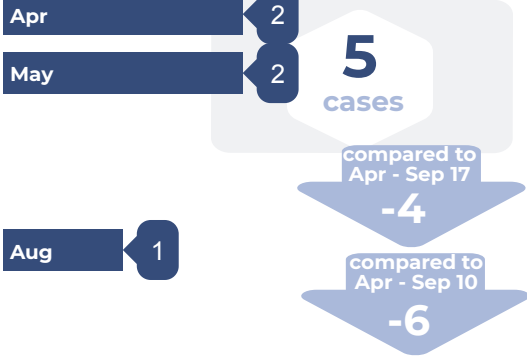 Apr
2
May
2
5
cases
compared to
Apr - Sep 17
-4
Aug
1
compared to
Apr - Sep 10
-6